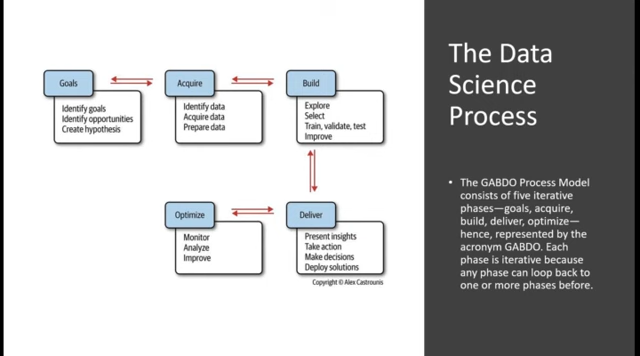 Goals
Identify goals
Identify opportunities
Create hypothesis
Acquire
Identify data
Acquire data
Prepare data
Build
Explore
Select
Train, validate, test
Improve
Optimize
Monitor
Analyze
Improve
Deliver
Present insights
Take action
Make decisions
Deploy solutions
Copyright © Alex Castrounis
The Data
Science
Process
• The GABDO Process Model
consists of five iterative
phases—goals, acquire,
build, deliver, optimize—
hence, represented by the
acronym GABDO. Each
phase is iterative because
any phase can loop back to
one or more phases before.